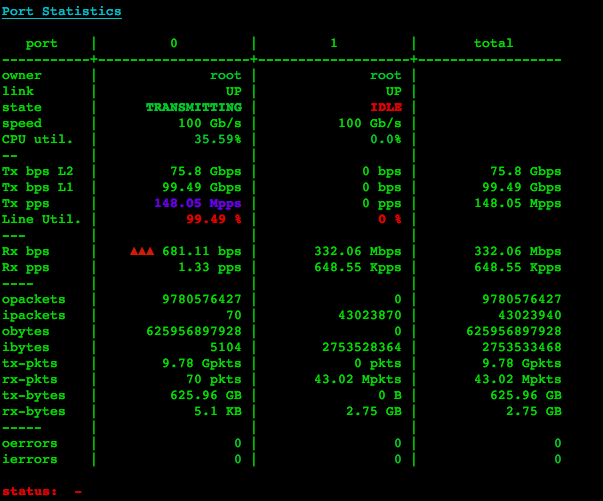 Port Statistics
port | 0 | 1 | total
-----------+-------------------+-------------------+------------------
owner | root | root |
link | UP | UP |
state | TRANSMITTING | IDLE |
speed | 100 Gb/s | 100 Gb/s |
CPU util. | 35.59% | 0.0% |
-- | | |
Tx bps L2 | 75.8 Gbps | 0 bps | 75.8 Gbps
Tx bps L1 | 99.49 Gbps | 0 bps | 99.49 Gbps
Tx pps | 148.05 Mpps | 0 pps | 148.05 Mpps
Line Util. | 99.49 % | 0 % |
--- | | |
Rx bps | ▲▲▲ 681.11 bps | 332.06 Mbps | 332.06 Mbps
Rx pps | 1.33 pps | 648.55 Kpps | 648.55 Kpps
---- | | |
opackets | 9780576427 | 0 | 9780576427
ipackets | 70 | 43023870 | 43023940
obytes | 625956897928 | 0 | 625956897928
ibytes | 5104 | 2753528364 | 2753533468
tx-pkts | 9.78 Gpkts | 0 pkts | 9.78 Gpkts
rx-pkts | 70 pkts | 43.02 Mpkts | 43.02 Mpkts
tx-bytes | 625.96 GB | 0 B | 625.96 GB
rx-bytes | 5.1 KB | 2.75 GB | 2.75 GB
----- | | |
oerrors | 0 | 0 | 0
ierrors | 0 | 0 | 0
status: -